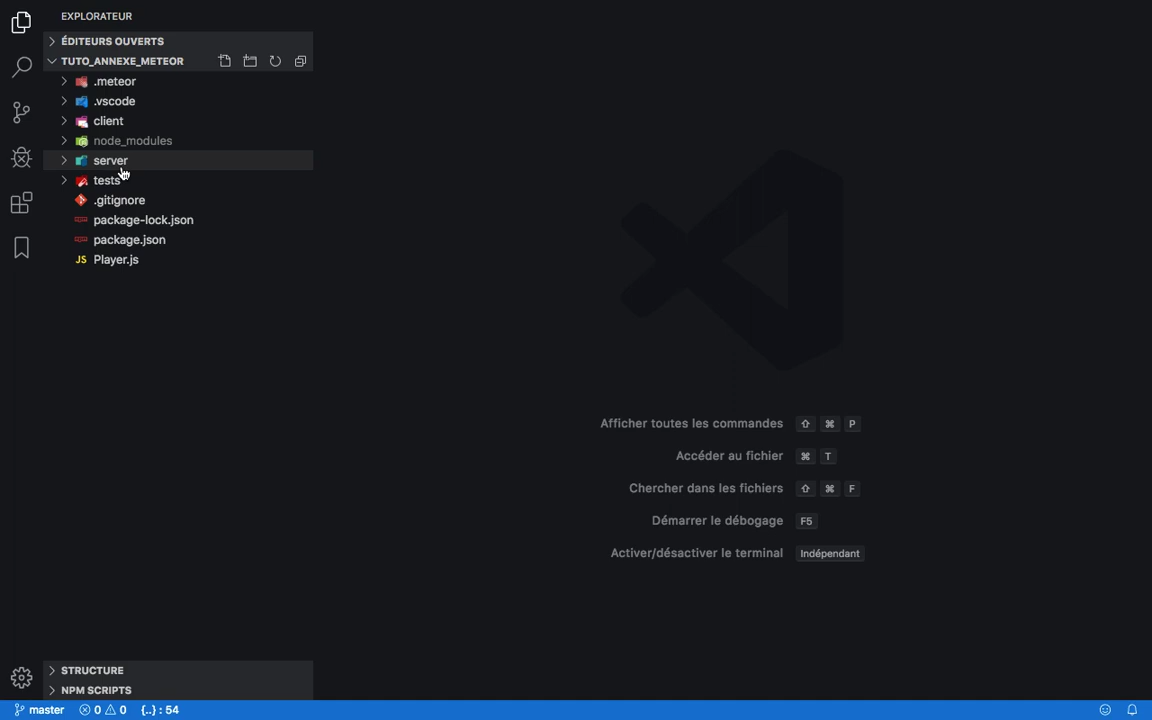 EXPLORATEUR
ÉDITEURS OUVERTS
TUTO_ANNEXE_METEOR
.meteor
.vscode
client
node_modules
server
tests
.gitignore
package-lock.json
package.json
JS Player.js
Afficher toutes les commandes ⇧ ⌘ P
Accéder au fichier ⌘ T
Chercher dans les fichiers ⇧ ⌘ F
Démarrer le débogage F5
Activer/désactiver le terminal Indépendant
STRUCTURE
NPM SCRIPTS
master 0 0 {..} : 54